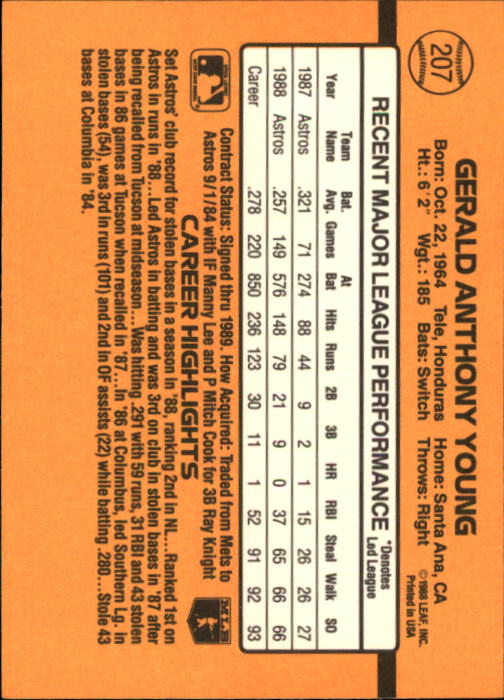 207
GERALD ANTHONY YOUNG
Born: Oct. 22, 1964 Tele, Honduras Home: Santa Ana, CA
Ht.: 6' 2" Wgt.: 185 Bats: Switch Throws: Right
©1988 LEAF, INC.
Printed in USA
RECENT MAJOR LEAGUE PERFORMANCE *Denotes Led League
Year Team Name Bat. Avg. Games At Bat Hits Runs 2B 3B HR RBI Steal Walk SO
1987 Astros .321 71 274 88 44 9 2 1 15 26 26 27
1988 Astros .257 149 576 148 79 21 9 0 37 65 66 66
Career .278 220 850 236 123 30 11 1 52 91 92 93
Contract Status: Signed thru 1989. How Acquired: Traded from Mets to
Astros 9/1/84 with IF Manny Lee and P Mitch Cook for 3B Ray Knight
MLB
CAREER HIGHLIGHTS
Set Astros' club record for stolen bases in a season in '88, ranking 2nd in NL...Ranked 1st on
Astros in runs in '88...Led Astros in batting and was 3rd on club in stolen bases in '87 after
being recalled from Tucson at midseason...Was hitting .291 with 59 runs, 31 RBI and 43 stolen
bases in 86 games at Tucson when recalled in '87...In '86 at Columbus, led Southern Lg. in
stolen bases (54), was 3rd in runs (101) and 2nd in OF assists (22) while batting .280...Stole 43
bases at Columbia in '84.